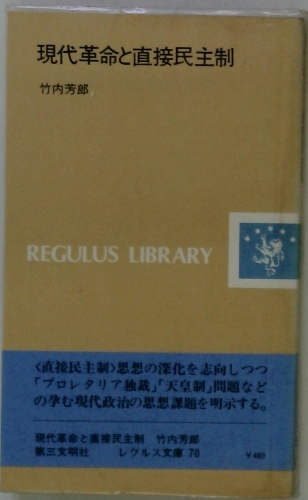 現代革命と直接民主制
竹内芳郎
REGULUS LIBRARY
〈直接民主制〉思想の深化を志向しつつ
「プロレタリア独裁」「天皇制」問題など
の孕む現代政治の思想課題を明示する。
現代革命と直接民主制 竹内芳郎
第三文明社 レグルス文庫 70 ¥480